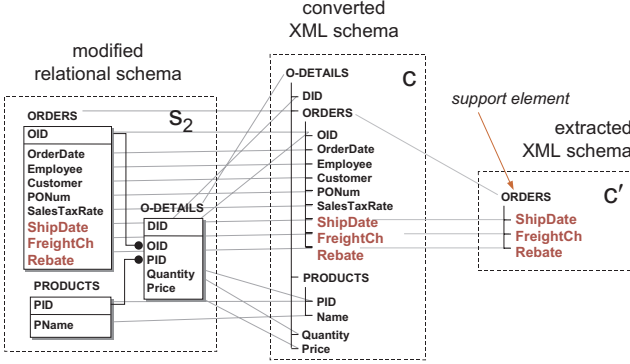 modified
relational schema
s2
ORDERS
OID
OrderDate
Employee
Customer
PONum
SalesTaxRate
ShipDate
FreightCh
Rebate
O-DETAILS
DID
OID
PID
Quantity
Price
PRODUCTS
PID
PName
converted
XML schema
c
O-DETAILS
DID
ORDERS
OID
OrderDate
Employee
Customer
PONum
SalesTaxRate
ShipDate
FreightCh
Rebate
PRODUCTS
PID
Name
Quantity
Price
support element
extracted
XML schema
c′
ORDERS
ShipDate
FreightCh
Rebate